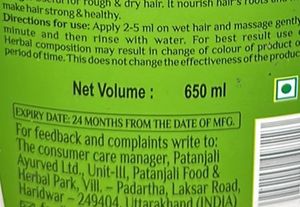 for rough & dry hair. It nourish hair's roots and
make hair strong & healthy.
Directions for use: Apply 2-5 ml on wet hair and massage gently
minute and then rinse with water. For best result use
Herbal composition may result in change of colour of product o
period of time. This does not change the effectiveness of the produc
Net Volume : 650 ml
EXPIRY DATE: 24 MONTHS FROM THE DATE OF MFG.
For feedback and complaints write to:
The consumer care manager, Patanjali
Ayurved Ltd., Unit-III, Patanjali Food &
Herbal Park, Vill. – Padartha, Laksar Road,
Haridwar – 249404, Uttarakhand (INDIA)